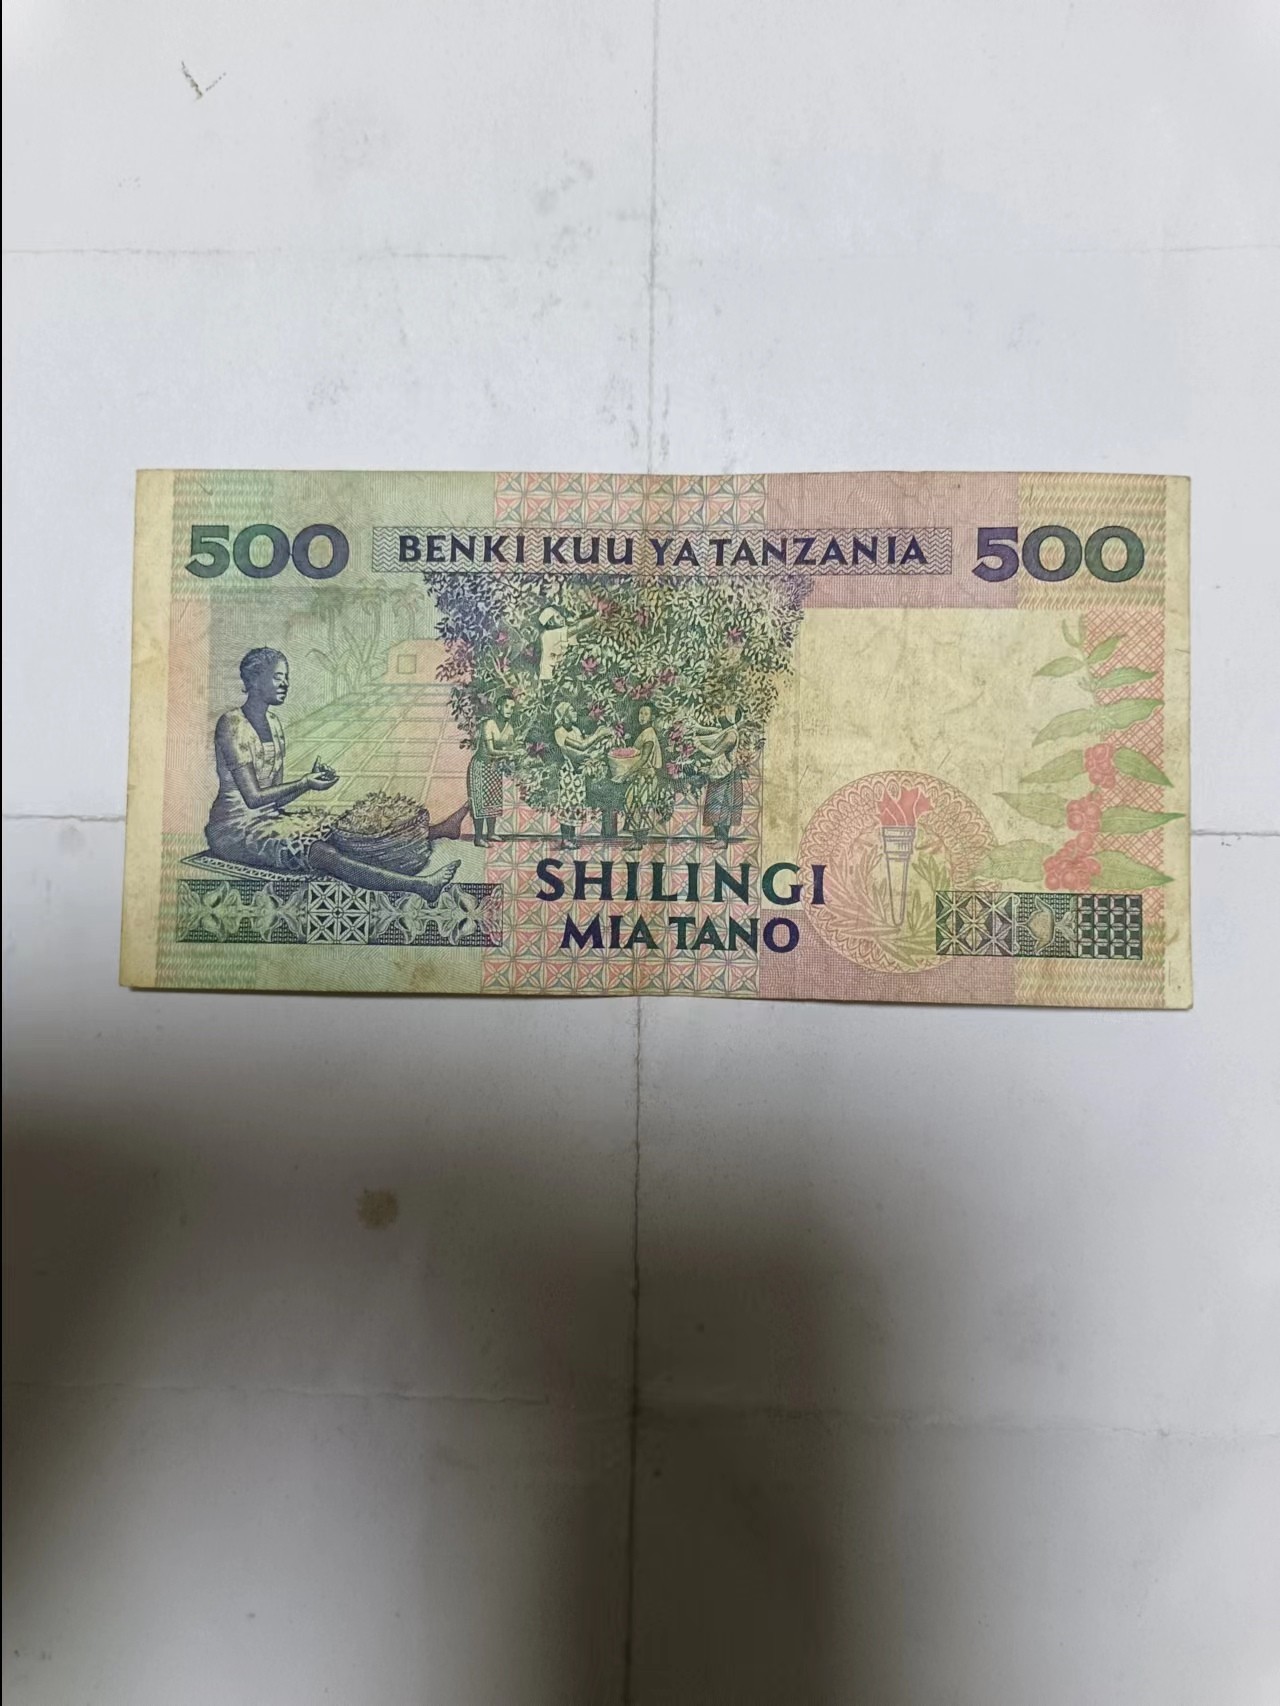 500 BENKI KUU YA TANZANIA 500
SHILINGI
MIA TANO